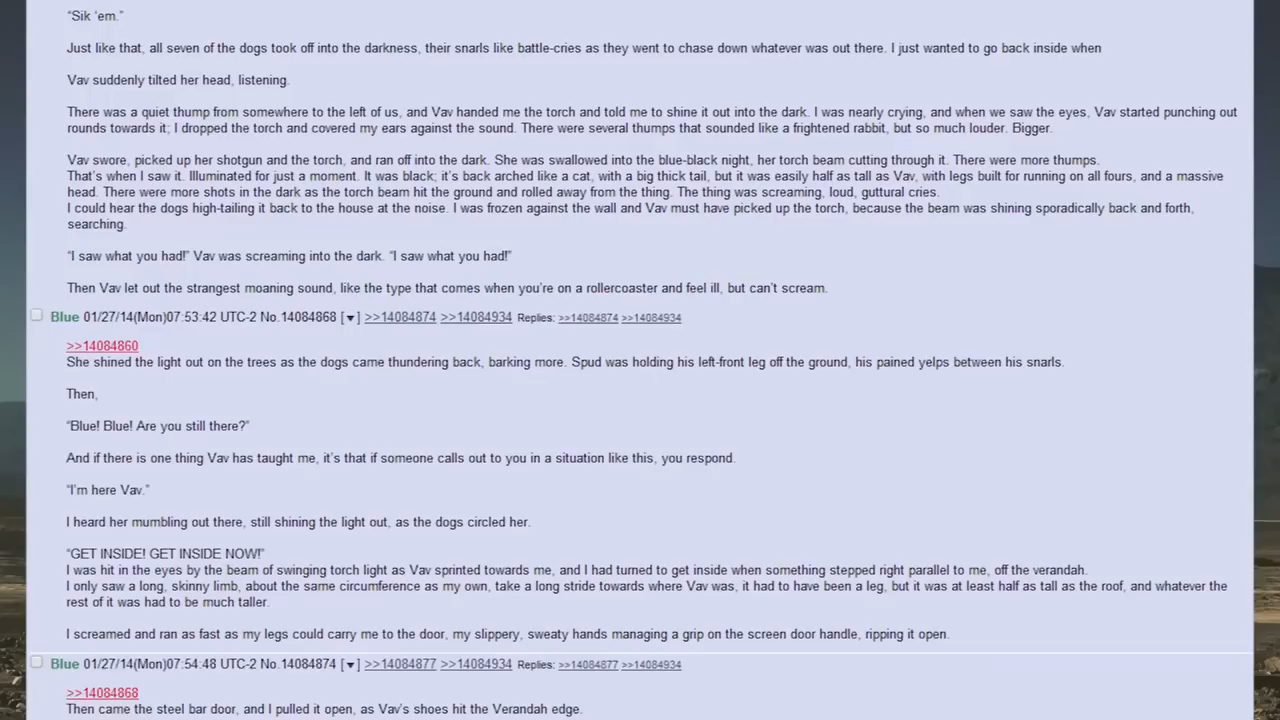 “Sik ‘em.”
Just like that, all seven of the dogs took off into the darkness, their snarls like battle-cries as they went to chase down whatever was out there. I just wanted to go back inside when
Vav suddenly tilted her head, listening.
There was a quiet thump from somewhere to the left of us, and Vav handed me the torch and told me to shine it out into the dark. I was nearly crying, and when we saw the eyes, Vav started punching out
rounds towards it; I dropped the torch and covered my ears against the sound. There were several thumps that sounded like a frightened rabbit, but so much louder. Bigger.
Vav swore, picked up her shotgun and the torch, and ran off into the dark. She was swallowed into the blue-black night, her torch beam cutting through it. There were more thumps.
That’s when I saw it. Illuminated for just a moment. It was black; it’s back arched like a cat, with a big thick tail, but it was easily half as tall as Vav, with legs built for running on all fours, and a massive
head. There were more shots in the dark as the torch beam hit the ground and rolled away from the thing. The thing was screaming, loud, guttural cries.
I could hear the dogs high-tailing it back to the house at the noise. I was frozen against the wall and Vav must have picked up the torch, because the beam was shining sporadically back and forth,
searching.
“I saw what you had!” Vav was screaming into the dark. “I saw what you had!”
Then Vav let out the strangest moaning sound, like the type that comes when you’re on a rollercoaster and feel ill, but can’t scream.
Blue 01/27/14(Mon)07:53:42 UTC-2 No.14084868 [▼] >>14084874 >>14084934 Replies: >>14084874 >>14084934
>>14084860
She shined the light out on the trees as the dogs came thundering back, barking more. Spud was holding his left-front leg off the ground, his pained yelps between his snarls.
Then,
“Blue! Blue! Are you still there?”
And if there is one thing Vav has taught me, it’s that if someone calls out to you in a situation like this, you respond.
“I’m here Vav.”
I heard her mumbling out there, still shining the light out, as the dogs circled her.
“GET INSIDE! GET INSIDE NOW!”
I was hit in the eyes by the beam of swinging torch light as Vav sprinted towards me, and I had turned to get inside when something stepped right parallel to me, off the verandah.
I only saw a long, skinny limb, about the same circumference as my own, take a long stride towards where Vav was, it had to have been a leg, but it was at least half as tall as the roof, and whatever the
rest of it was had to be much taller.
I screamed and ran as fast as my legs could carry me to the door, my slippery, sweaty hands managing a grip on the screen door handle, ripping it open.
Blue 01/27/14(Mon)07:54:48 UTC-2 No.14084874 [▼] >>14084877 >>14084934 Replies: >>14084877 >>14084934
>>14084868
Then came the steel bar door, and I pulled it open, as Vav’s shoes hit the Verandah edge.